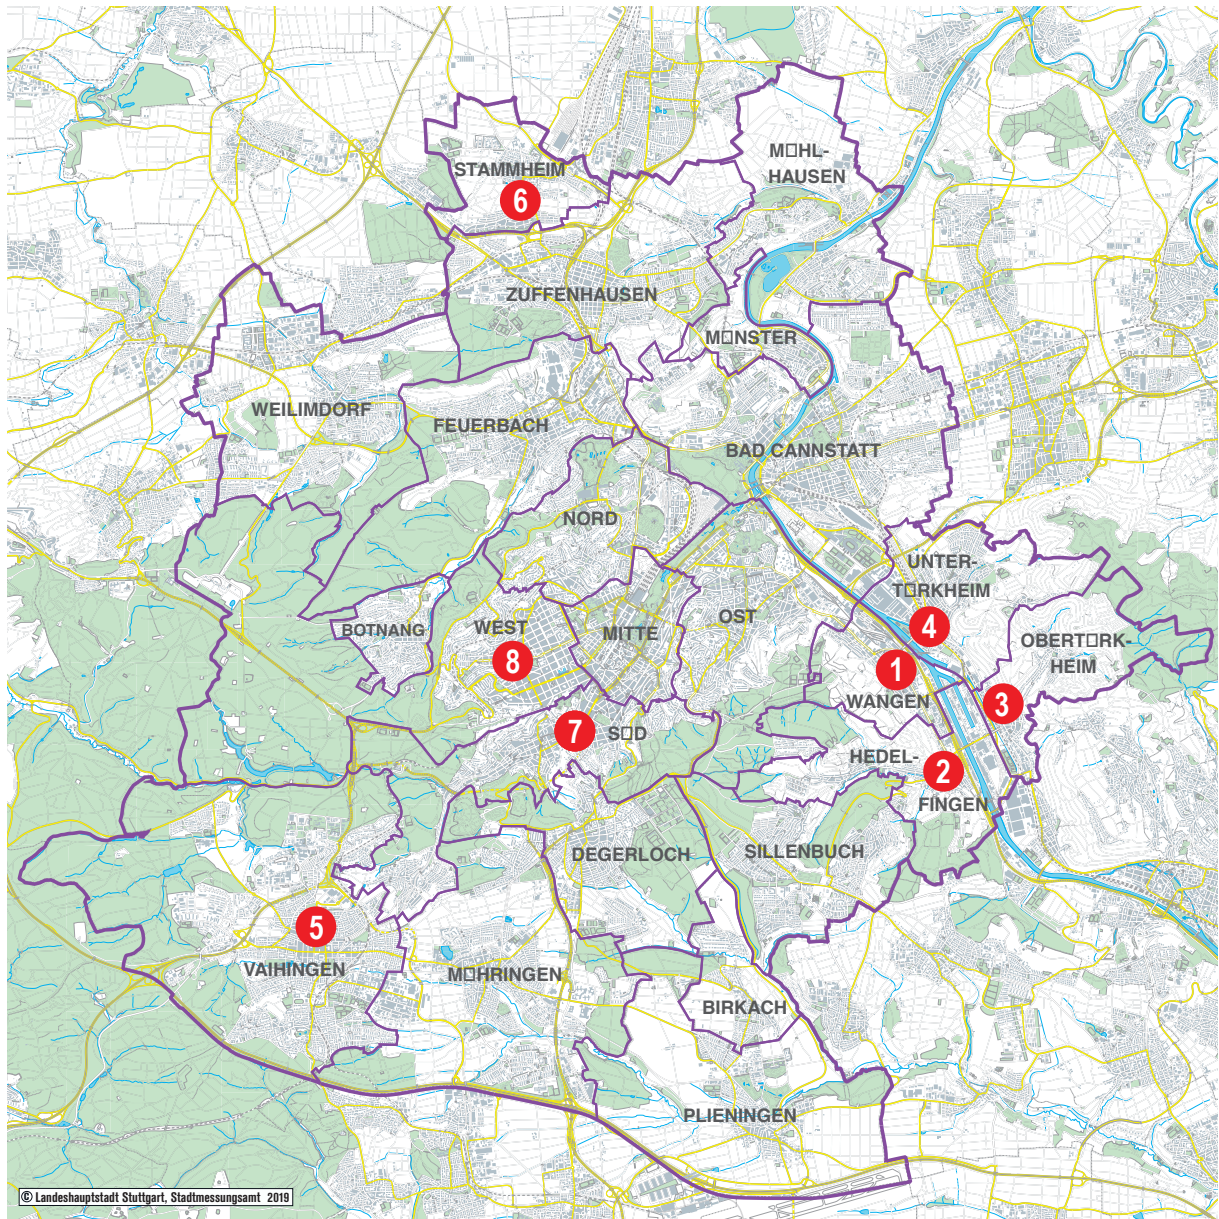 STAMMHEIM
6
M□HL-
HAUSEN
ZUFFENHAUSEN
M□NSTER
WEILIMDORF
FEUERBACH
BAD CANNSTATT
NORD
UNTER-
T□RKHEIM
4
BOTNANG
WEST
8
MITTE
OST
OBERT□RK-
HEIM
1
WANGEN
3
7
S□D
HEDEL-
2
FINGEN
DEGERLOCH
SILLENBUCH
5
VAIHINGEN
M□HRINGEN
BIRKACH
PLIENINGEN
© Landeshauptstadt Stuttgart, Stadtmessungsamt 2019